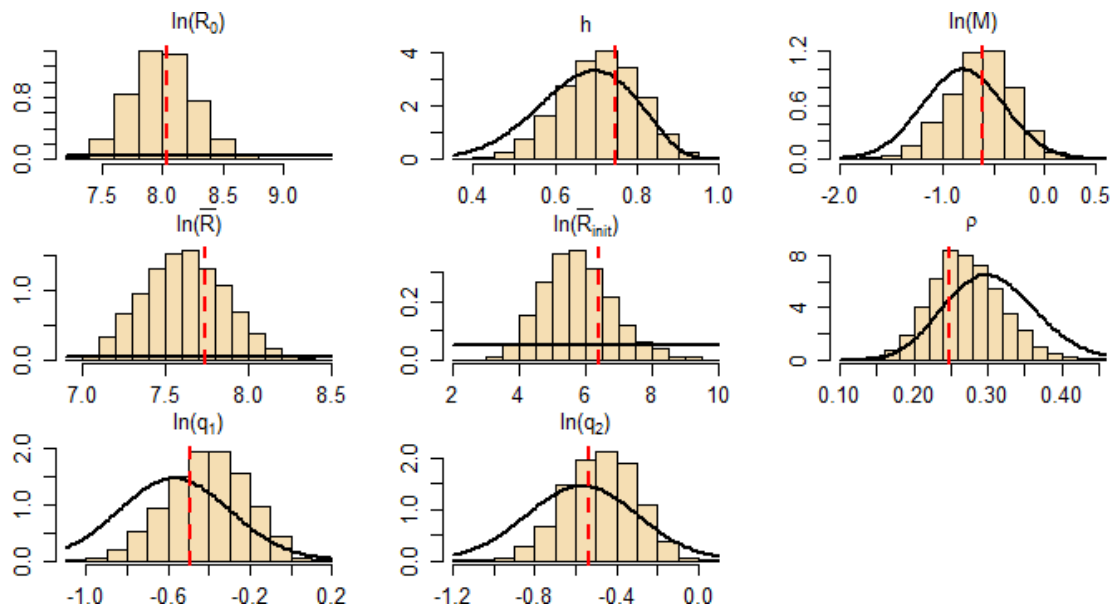 ln(R₀)
0.0 0.8
7.5 8.0 8.5 9.0
h
0 2 4
0.4 0.6 0.8 1.0
ln(M)
0.0 0.6 1.2
-2.0 -1.0 0.0 0.5
ln(R̅)
0.0 1.0
7.0 7.5 8.0 8.5
ln(R̅init)
0.0 0.2
2 4 6 8 10
ρ
0 4 8
0.10 0.20 0.30 0.40
ln(q₁)
0.0 1.0 2.0
-1.0 -0.6 -0.2 0.2
ln(q₂)
0.0 1.0 2.0
-1.2 -0.8 -0.4 0.0